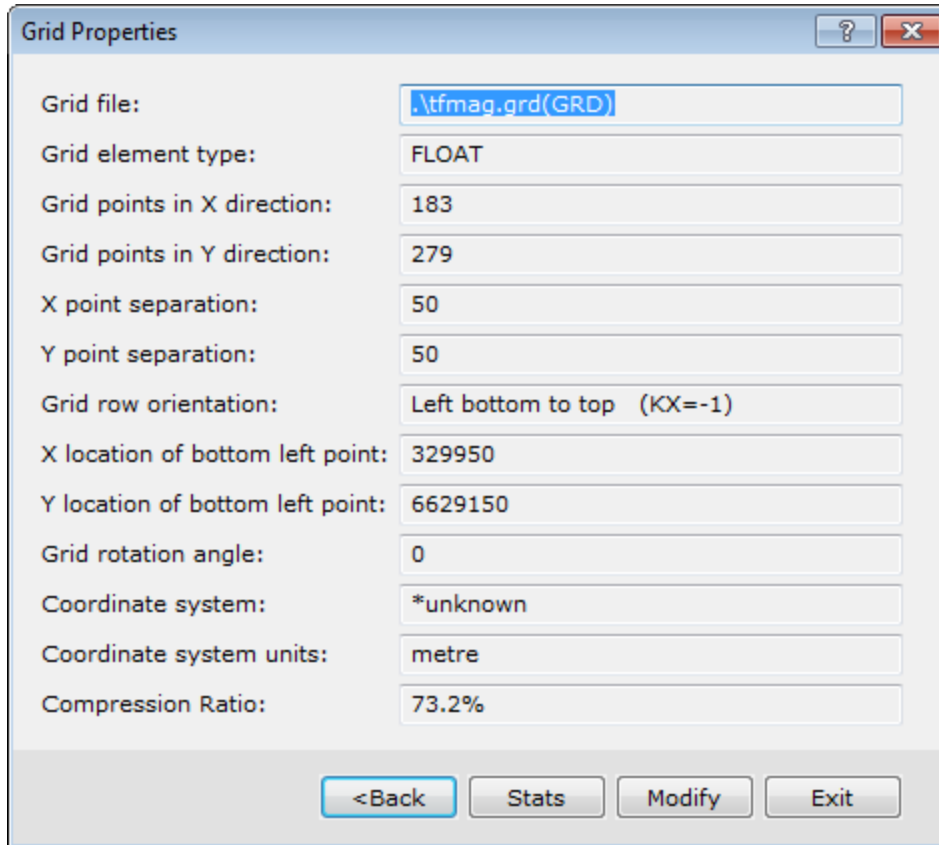 Grid Properties
Grid file: .\tfmag.grd(GRD)
Grid element type: FLOAT
Grid points in X direction: 183
Grid points in Y direction: 279
X point separation: 50
Y point separation: 50
Grid row orientation: Left bottom to top (KX=-1)
X location of bottom left point: 329950
Y location of bottom left point: 6629150
Grid rotation angle: 0
Coordinate system: *unknown
Coordinate system units: metre
Compression Ratio: 73.2%
<Back Stats Modify Exit